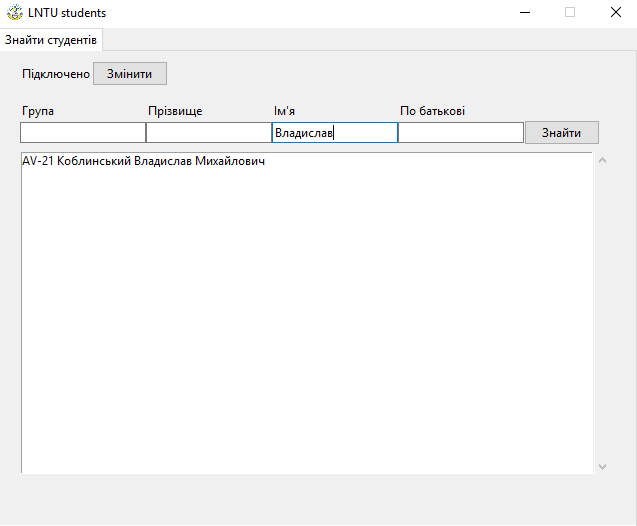 LNTU students
Знайти студентів
Підключено Змінити
Група Прізвище Ім'я По батькові
Владислав Знайти
AV-21 Коблинський Владислав Михайлович